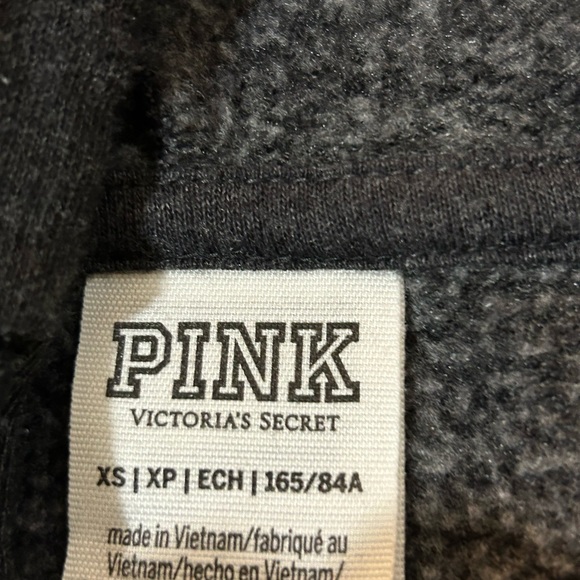 PINK
VICTORIA'S SECRET
XS | XP | ECH | 165/84A
made in Vietnam/fabriqué au
Vietnam/hecho en Vietnam/